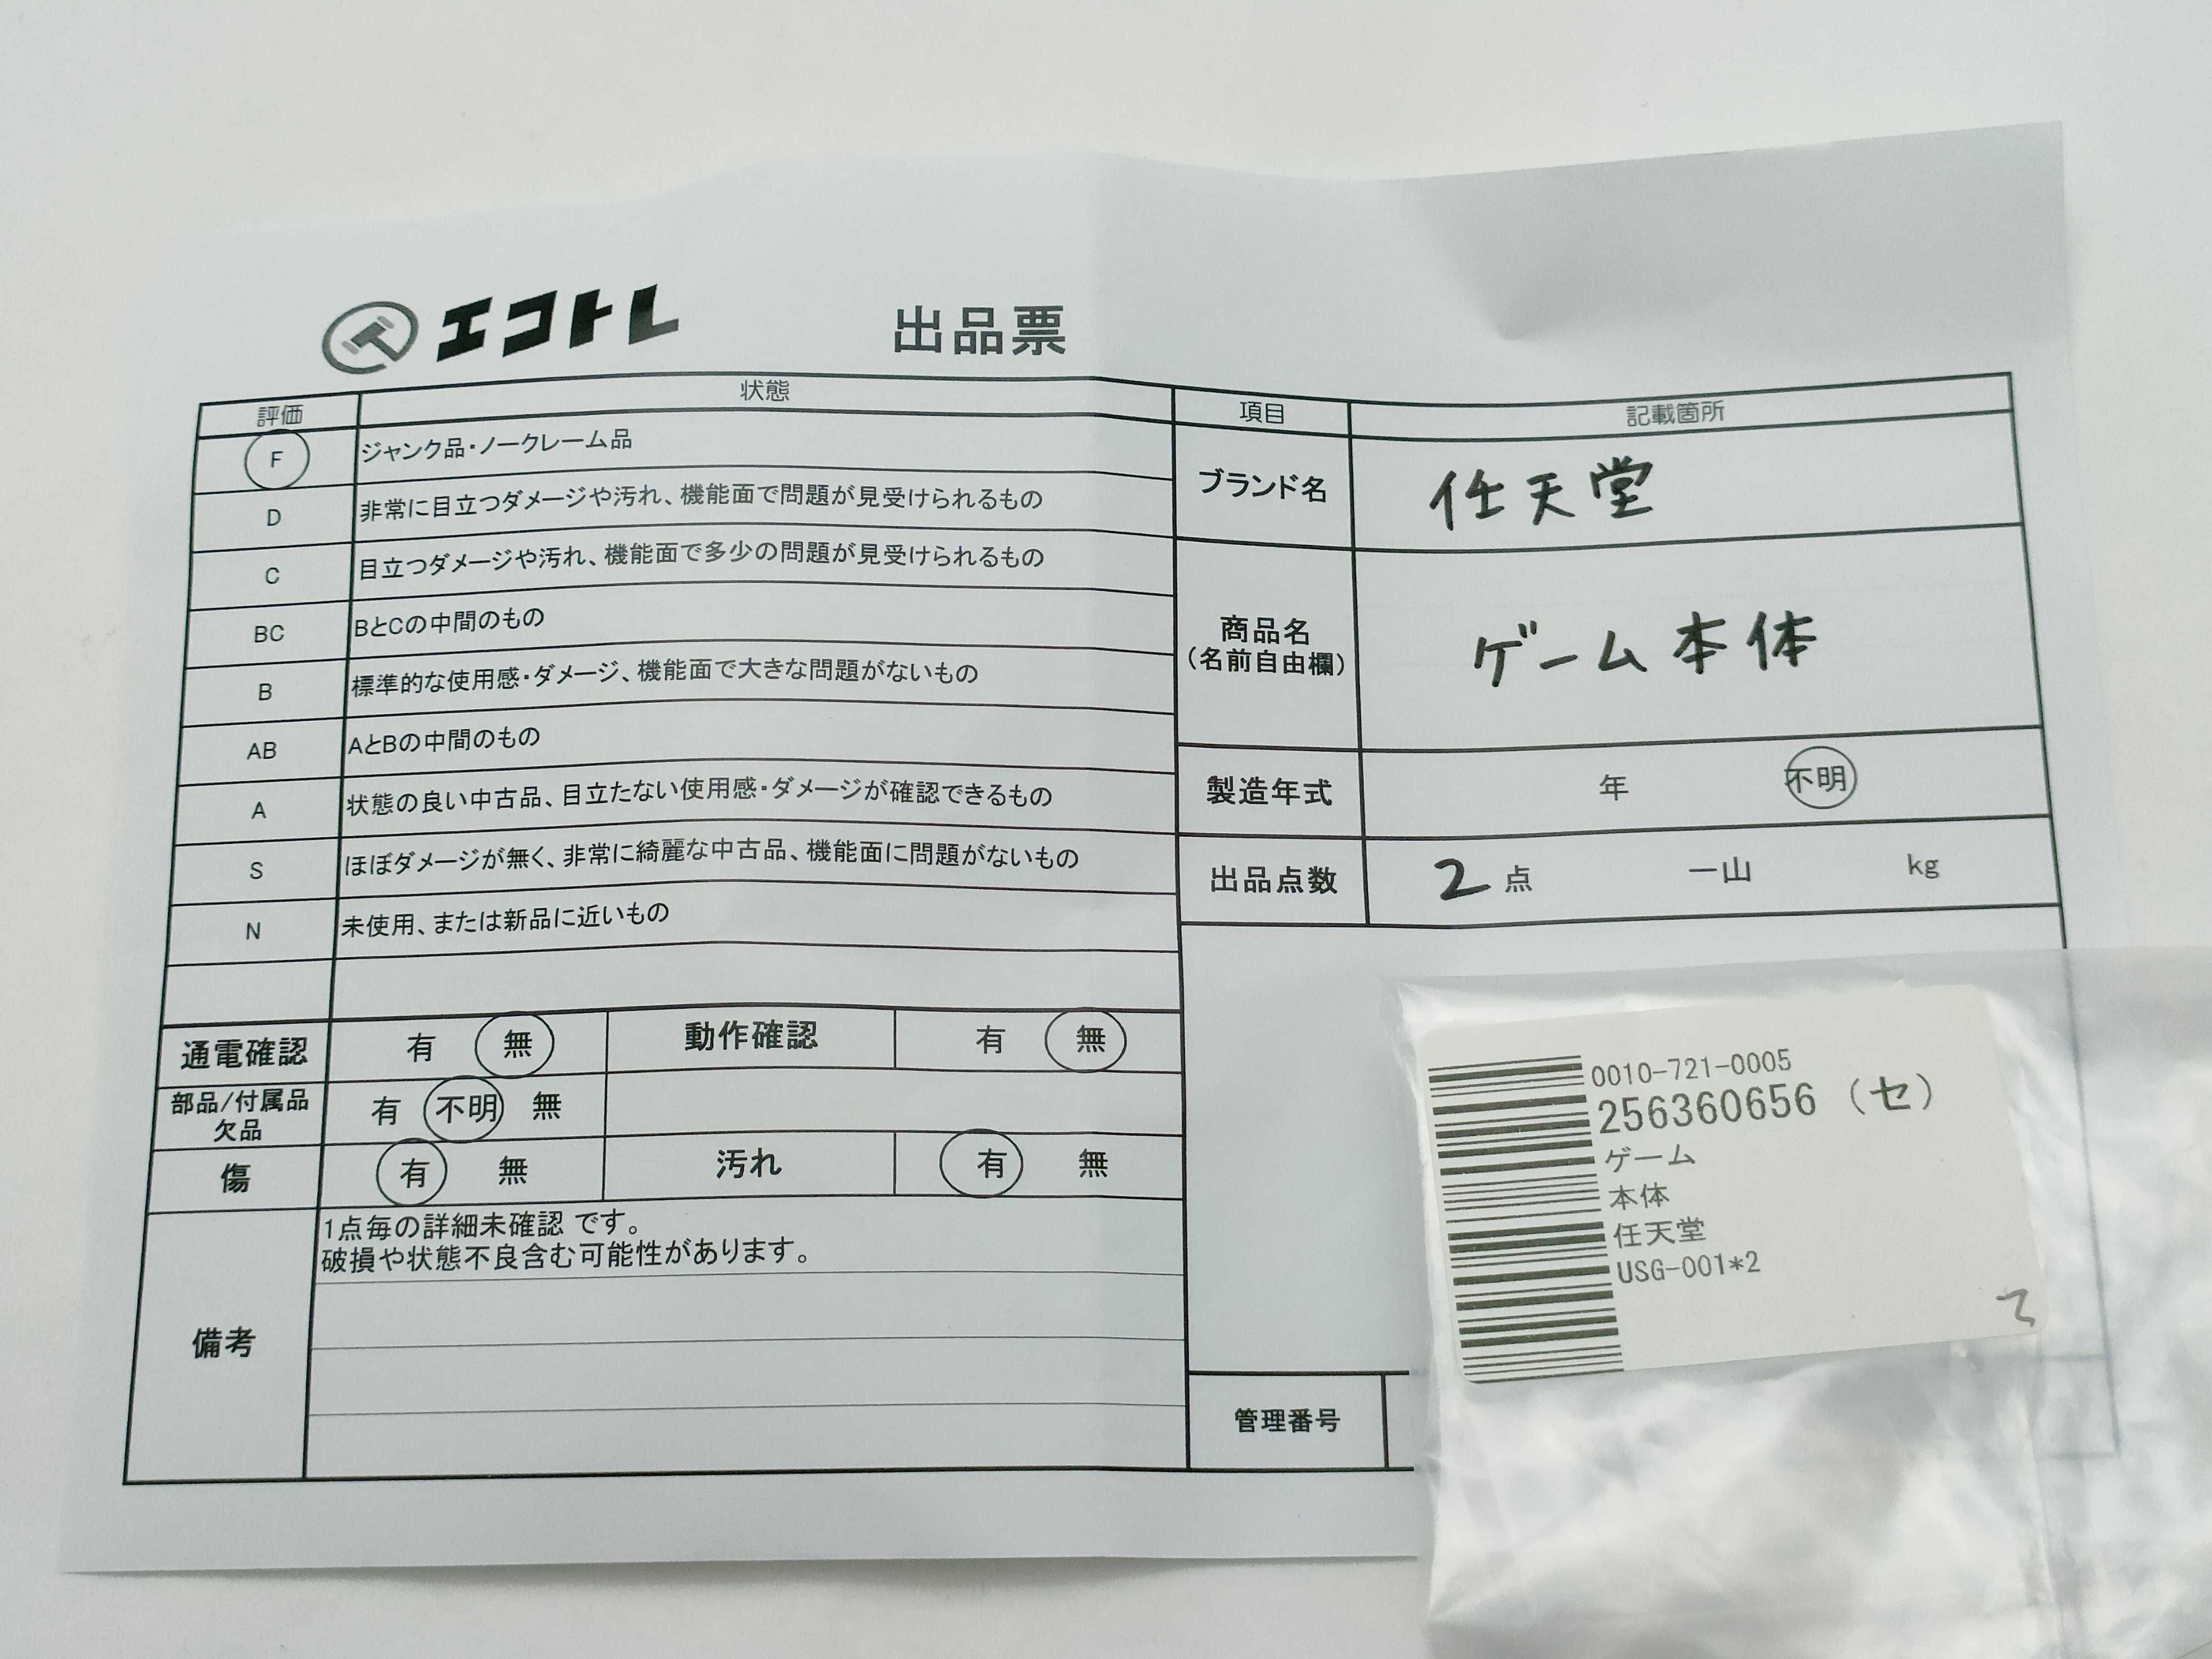 エコトレ
出品票
評価 状態
F ジャンク品・ノークレーム品
D 非常に目立つダメージや汚れ、機能面で問題が見受けられるもの
C 目立つダメージや汚れ、機能面で多少の問題が見受けられるもの
BC BとCの中間のもの
B 標準的な使用感・ダメージ、機能面で大きな問題がないもの
AB AとBの中間のもの
A 状態の良い中古品、目立たない使用感・ダメージが確認できるもの
S ほぼダメージが無く、非常に綺麗な中古品、機能面に問題がないもの
N 未使用、または新品に近いもの
通電確認 有 無 動作確認 有 無
部品/付属品
欠品 有 不明 無
傷 有 無 汚れ 有 無
備考
1点毎の詳細未確認 です。
破損や状態不良含む可能性があります。
項目 記載箇所
ブランド名 任天堂
商品名
(名前自由欄) ゲーム本体
製造年式 年 不明
出品点数 2 点 一山 kg
管理番号
0010-721-0005
256360656 (セ)
ゲーム
本体
任天堂
USG-001*2